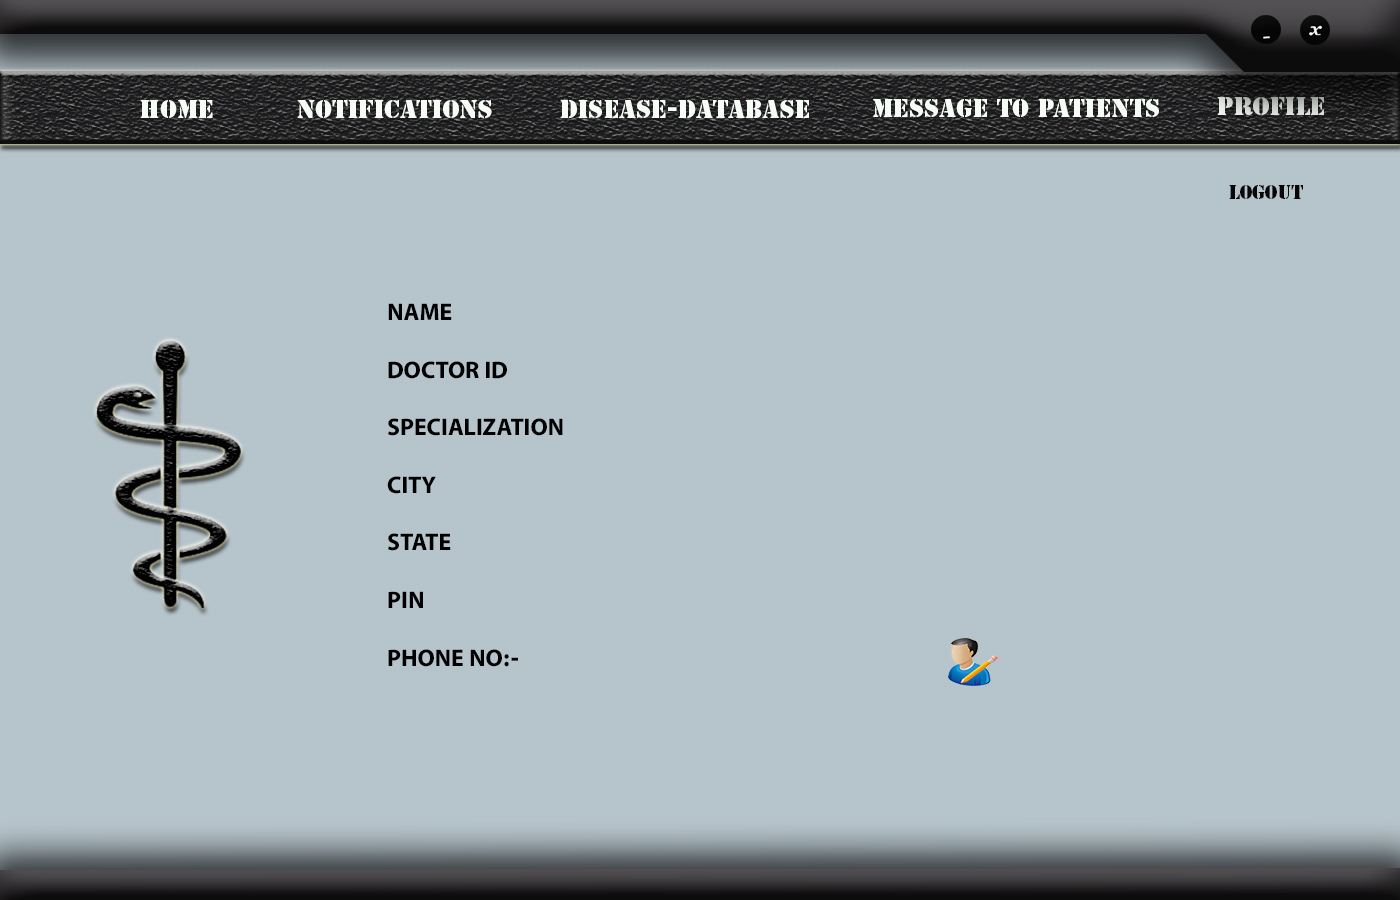 _ x
HOME NOTIFICATIONS DISEASE-DATABASE MESSAGE TO PATIENTS PROFILE
LOGOUT
NAME
DOCTOR ID
SPECIALIZATION
CITY
STATE
PIN
PHONE NO:-